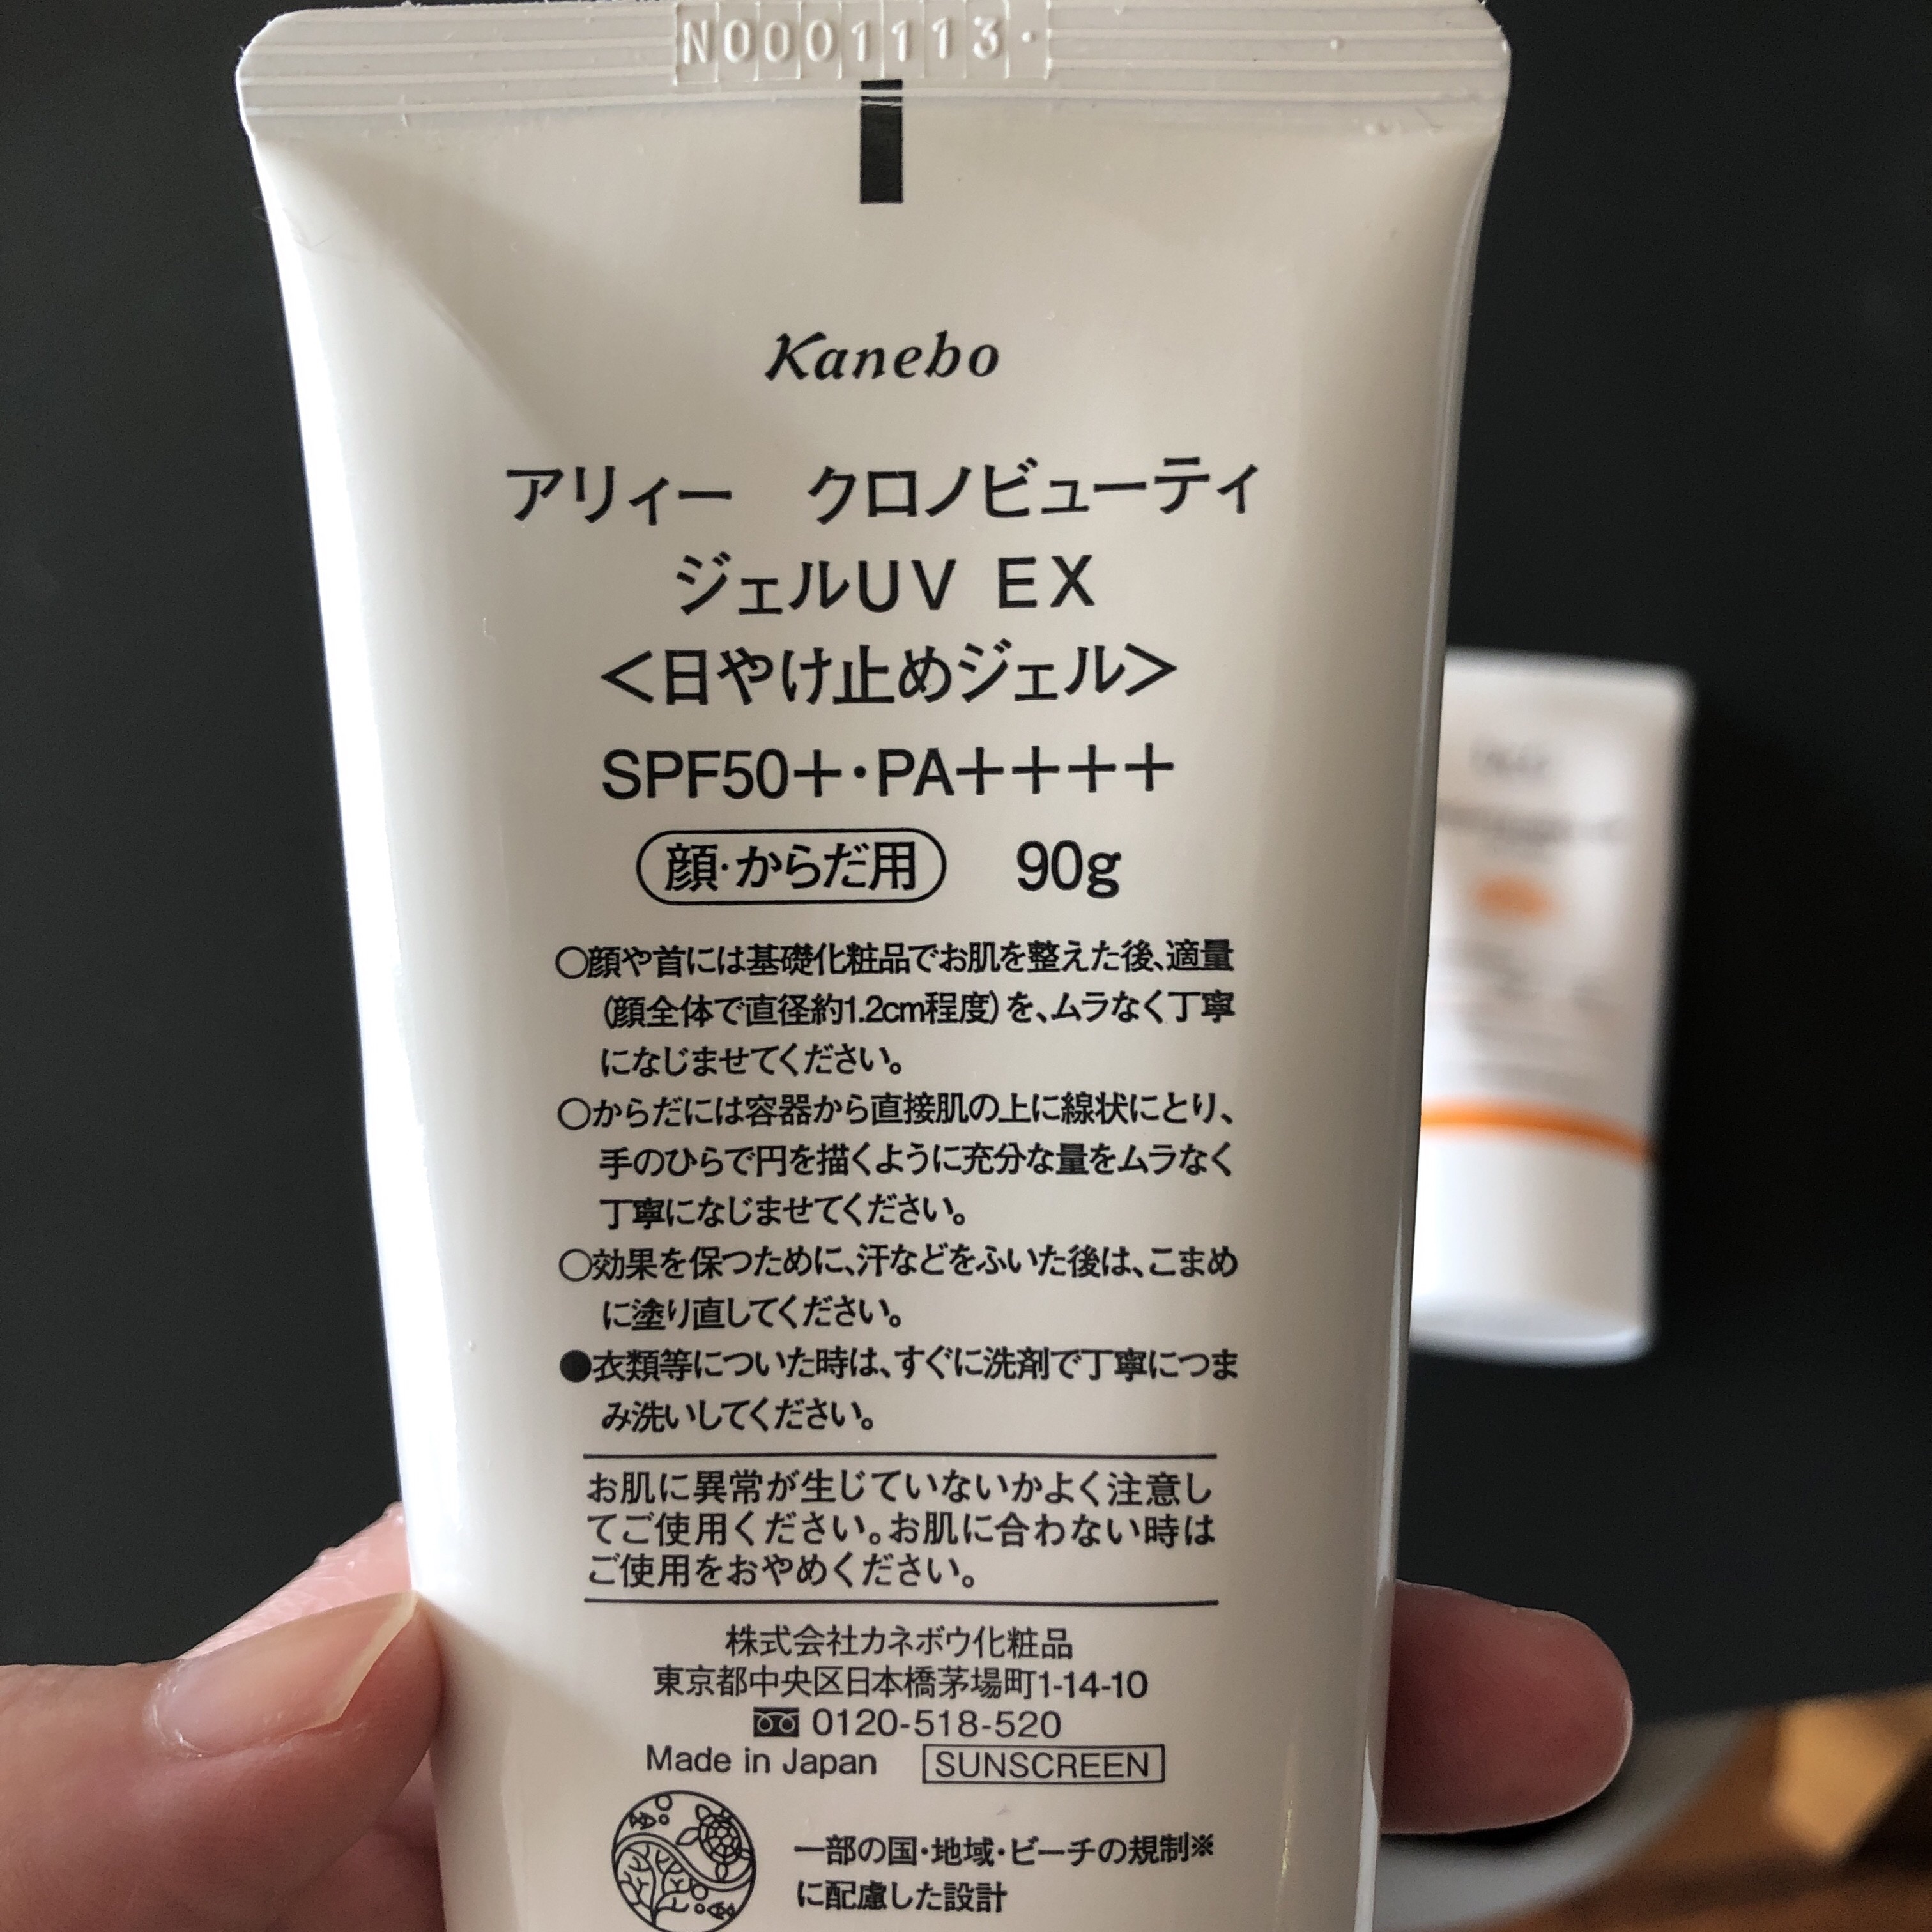 N0001113·
Kanebo
アリィー　クロノビューティ
ジェルUV EX
＜日やけ止めジェル＞
SPF50＋・PA＋＋＋＋
顔・からだ用　90g
○顔や首には基礎化粧品でお肌を整えた後、適量
(顔全体で直径約1.2cm程度)を、ムラなく丁寧
になじませてください。
○からだには容器から直接肌の上に線状にとり、
手のひらで円を描くように充分な量をムラなく
丁寧になじませてください。
○効果を保つために、汗などをふいた後は、こまめ
に塗り直してください。
●衣類等についた時は、すぐに洗剤で丁寧につま
み洗いしてください。
お肌に異常が生じていないかよく注意し
てご使用ください。お肌に合わない時は
ご使用をおやめください。
株式会社カネボウ化粧品
東京都中央区日本橋茅場町1-14-10
0120-518-520
Made in Japan　SUNSCREEN
一部の国・地域・ビーチの規制※
に配慮した設計